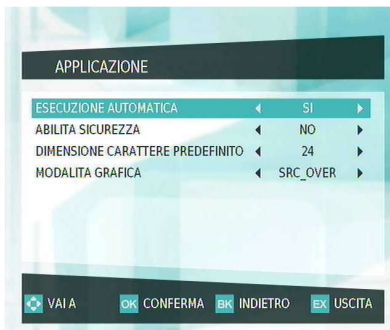 APPLICAZIONE
ESECUZIONE AUTOMATICA SI
ABILITA SICUREZZA NO
DIMENSIONE CARATTERE PREDEFINITO 24
MODALITA GRAFICA SRC_OVER
VAI A OK CONFERMA BK INDIETRO EX USCITA